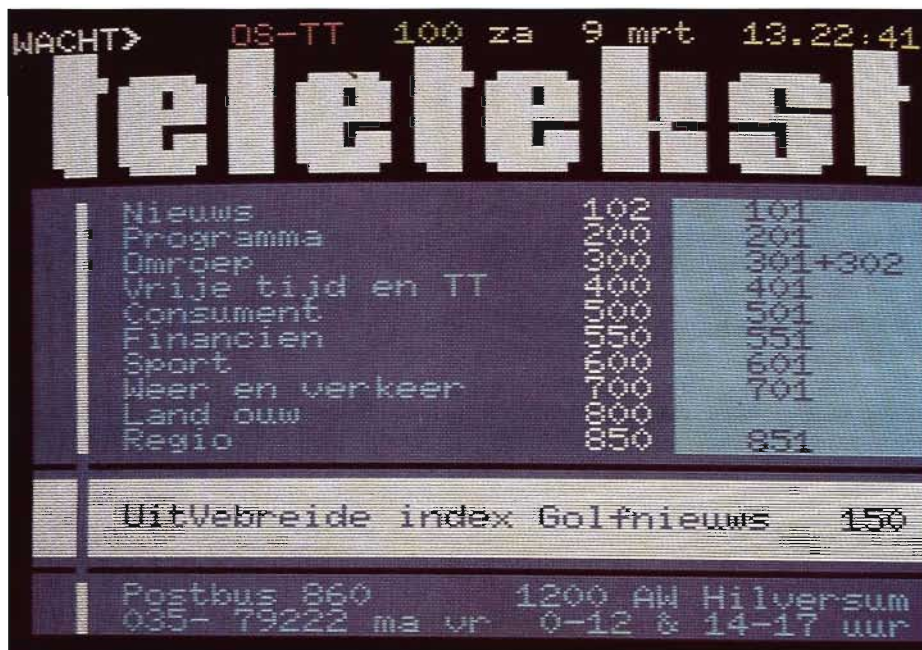 WACHT> OS-TT 100 za 9 mrt 13.22:41
teletekst
Nieuws 102 101
Programma 200 201
Omroep 300 301+302
Vrije tijd en TT 400 401
Consument 500 501
Financien 550 551
Sport 600 601
Weer en verkeer 700 701
Land ouw 800
Regio 850 851
UitVebreide index Golfnieuws 150
Postbus 860 1200 AW Hilversum
035- 79222 ma vr 0-12 & 14-17 uur